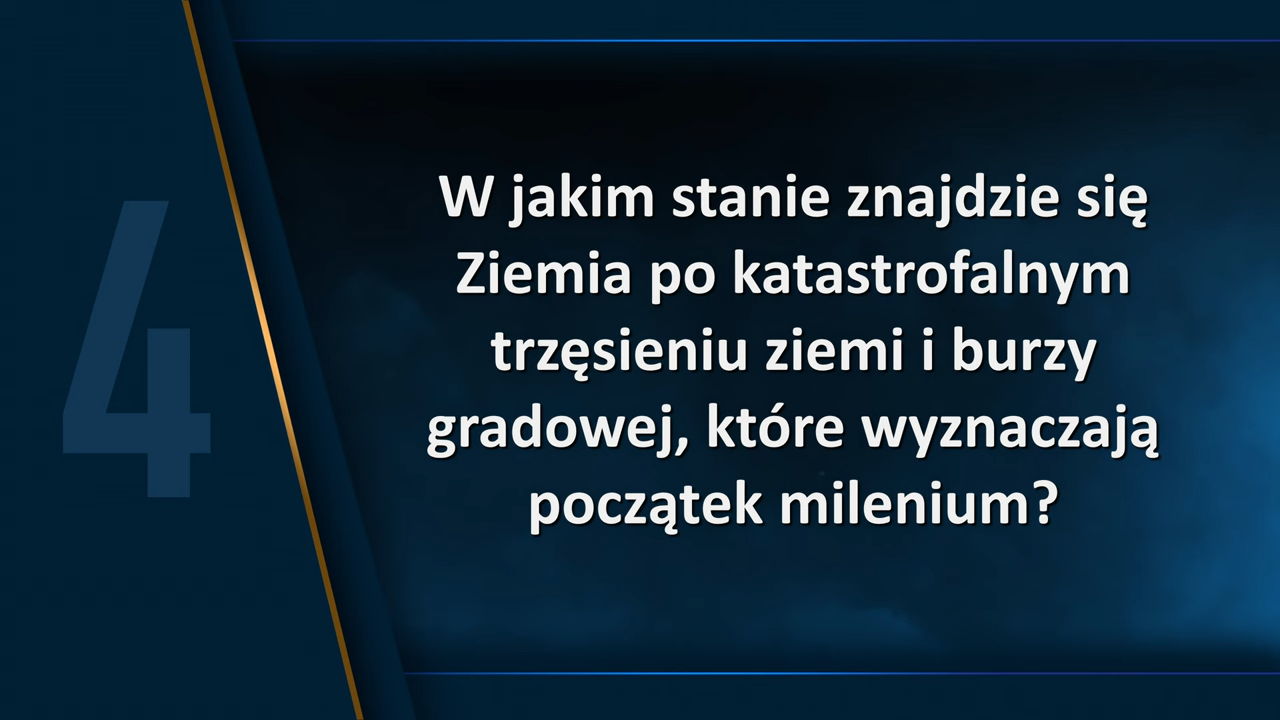 4
W jakim stanie znajdzie się
Ziemia po katastrofalnym
trzęsieniu ziemi i burzy
gradowej, które wyznaczają
początek milenium?